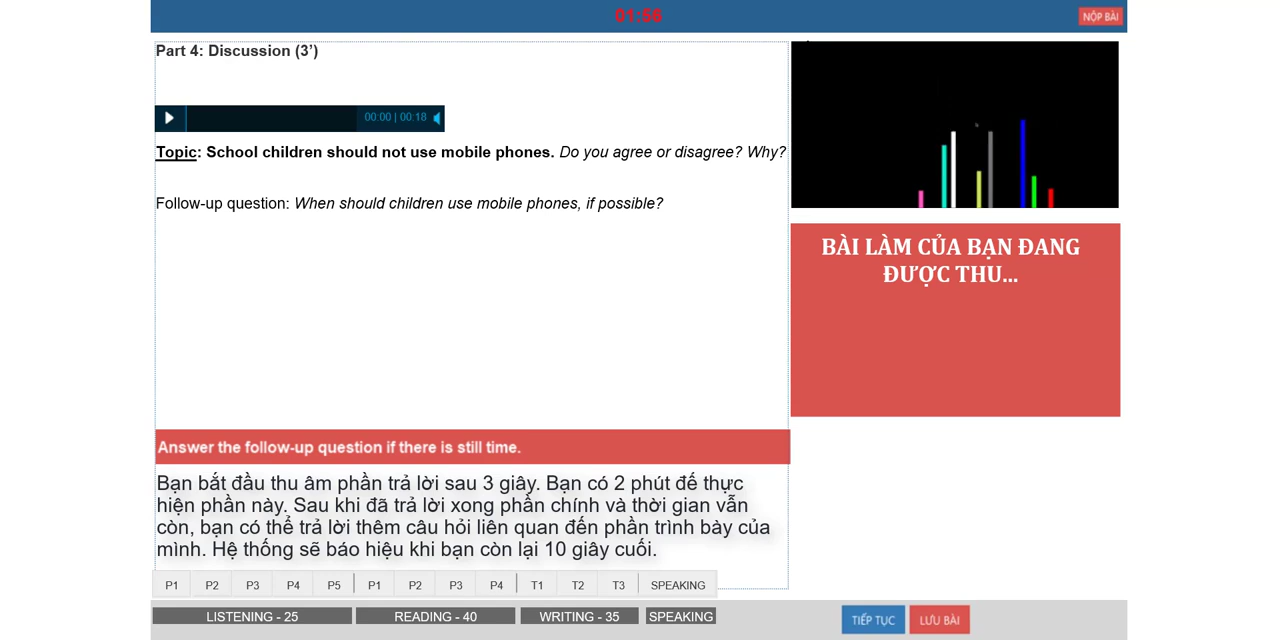 01:56
NỘP BÀI
Part 4: Discussion (3’)
00:00 | 00:18
Topic: School children should not use mobile phones. Do you agree or disagree? Why?
Follow-up question: When should children use mobile phones, if possible?
BÀI LÀM CỦA BẠN ĐANG
ĐƯỢC THU...
Answer the follow-up question if there is still time.
Bạn bắt đầu thu âm phần trả lời sau 3 giây. Bạn có 2 phút để thực
hiện phần này. Sau khi đã trả lời xong phần chính và thời gian vẫn
còn, bạn có thể trả lời thêm câu hỏi liên quan đến phần trình bày của
mình. Hệ thống sẽ báo hiệu khi bạn còn lại 10 giây cuối.
P1 P2 P3 P4 P5 P1 P2 P3 P4 T1 T2 T3 SPEAKING
LISTENING - 25 READING - 40 WRITING - 35 SPEAKING
TIẾP TỤC LƯU BÀI